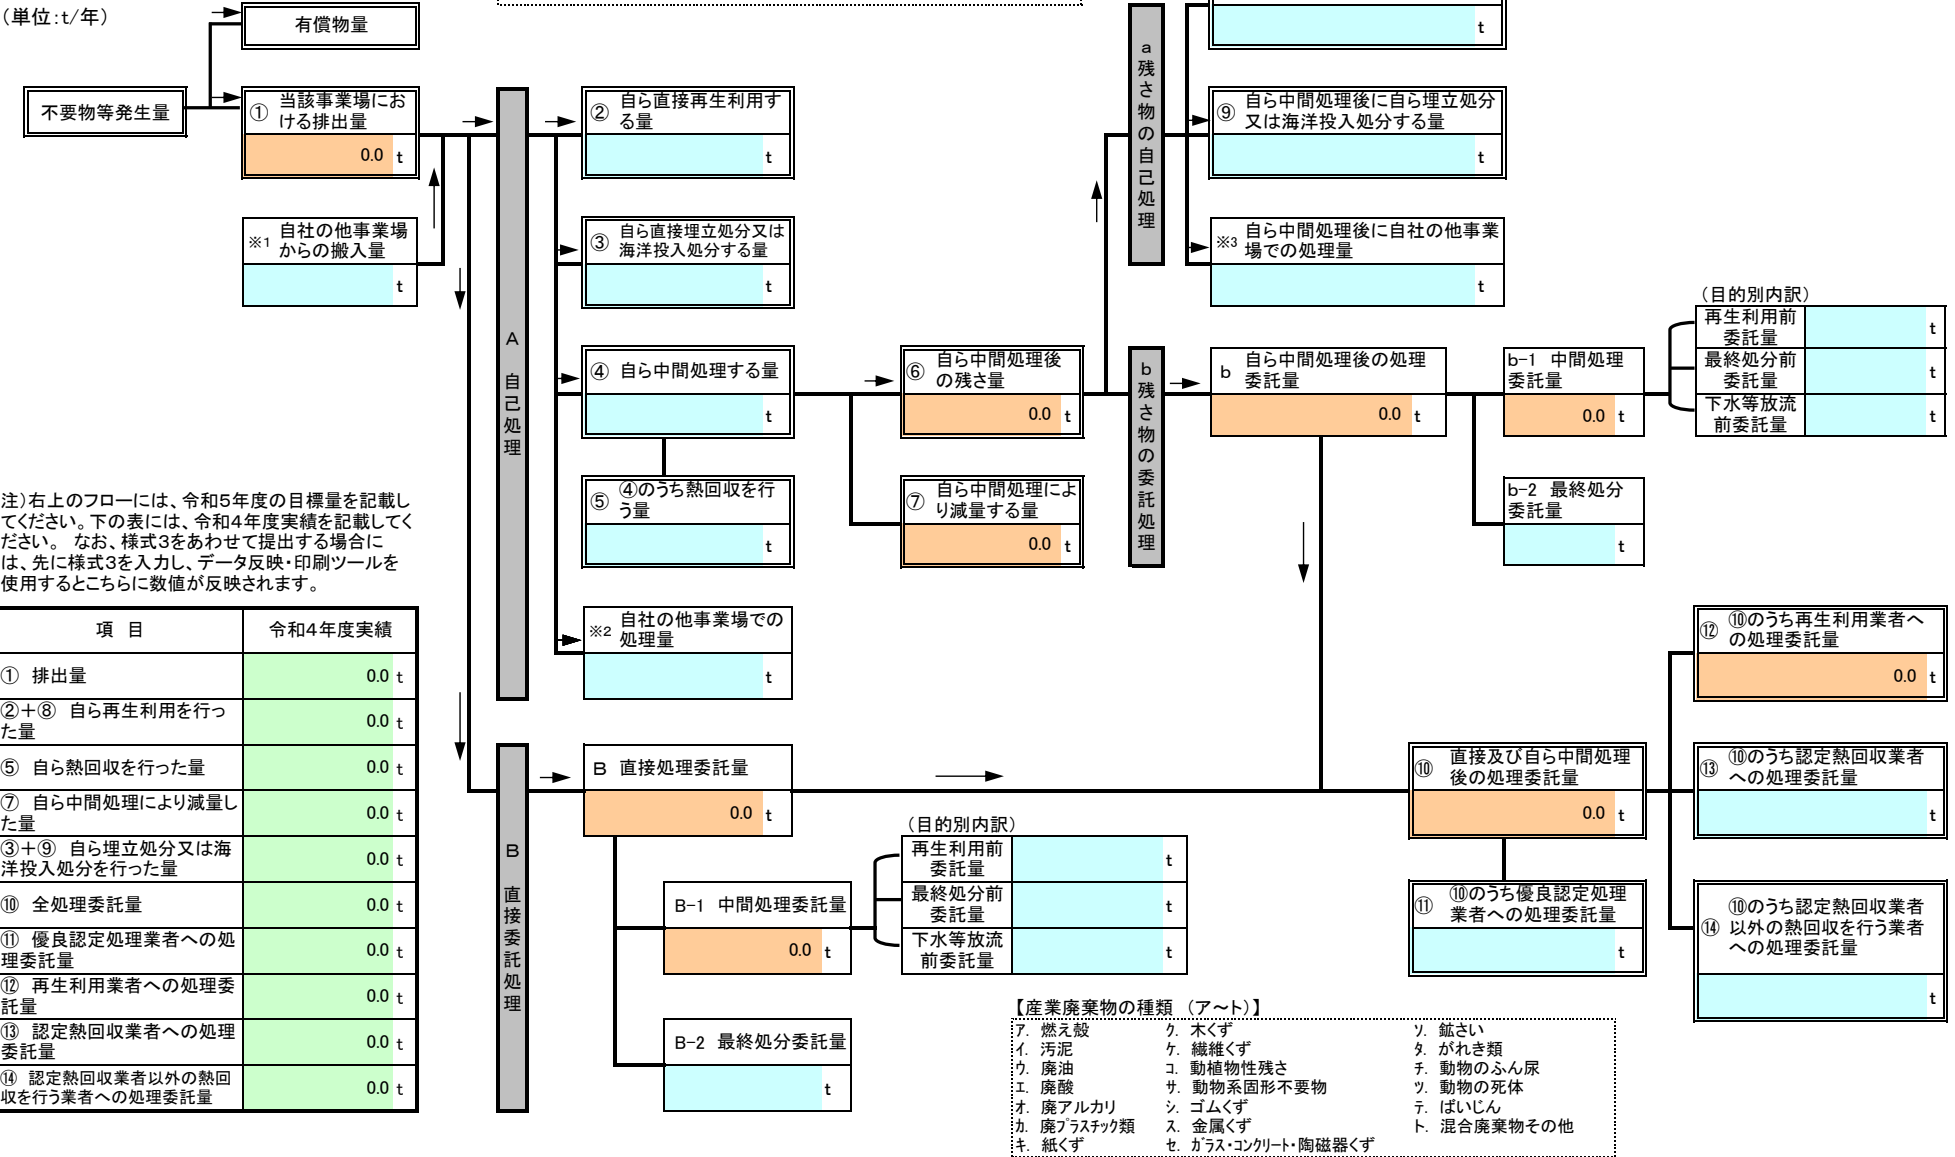 （単位：t/年）
有償物量
不要物等発生量
① 当該事業場にお
ける排出量
0.0 t
※1 自社の他事業場
からの搬入量
t
A 自己処理
② 自ら直接再生利用す
る量
t
③ 自ら直接埋立処分又は
海洋投入処分する量
t
④ 自ら中間処理する量
t
⑤ ④のうち熱回収を行
う量
t
※2 自社の他事業場での
処理量
t
⑥ 自ら中間処理後
の残さ量
0.0 t
⑦ 自ら中間処理によ
り減量する量
0.0 t
a 残さ物の自己処理
t
⑨ 自ら中間処理後に自ら埋立処分
又は海洋投入処分する量
t
※3 自ら中間処理後に自社の他事業
場での処理量
t
b 残さ物の委託処理
b 自ら中間処理後の処理
委託量
0.0 t
b-1 中間処理
委託量
0.0 t
（目的別内訳）
再生利用前
委託量
t
最終処分前
委託量
t
下水等放流
前委託量
t
b-2 最終処分
委託量
t
注）右上のフローには、令和５年度の目標量を記載し
てください。下の表には、令和４年度実績を記載してく
ださい。 なお、様式３をあわせて提出する場合に
は、先に様式３を入力し、データ反映・印刷ツールを
使用するとこちらに数値が反映されます。
項 目 令和４年度実績
① 排出量 0.0 t
②＋⑧ 自ら再生利用を行っ
た量 0.0 t
⑤ 自ら熱回収を行った量 0.0 t
⑦ 自ら中間処理により減量し
た量 0.0 t
③＋⑨ 自ら埋立処分又は海
洋投入処分を行った量 0.0 t
⑩ 全処理委託量 0.0 t
⑪ 優良認定処理業者への処
理委託量 0.0 t
⑫ 再生利用業者への処理委
託量 0.0 t
⑬ 認定熱回収業者への処理
委託量 0.0 t
⑭ 認定熱回収業者以外の熱回
収を行う業者への処理委託量 0.0 t
B 直接委託処理
B 直接処理委託量
0.0 t
B-1 中間処理委託量
0.0 t
（目的別内訳）
再生利用前
委託量
t
最終処分前
委託量
t
下水等放流
前委託量
t
B-2 最終処分委託量
t
⑩ 直接及び自ら中間処理
後の処理委託量
0.0 t
⑪ ⑩のうち優良認定処理
業者への処理委託量
t
⑫ ⑩のうち再生利用業者へ
の処理委託量
0.0 t
⑬ ⑩のうち認定熱回収業者
への処理委託量
t
⑭ ⑩のうち認定熱回収業者
以外の熱回収を行う業者
への処理委託量
t
【産業廃棄物の種類 （ア～ト）】
ア. 燃え殻 ク. 木くず ソ. 鉱さい
イ. 汚泥 ケ. 繊維くず タ. がれき類
ウ. 廃油 コ. 動植物性残さ チ. 動物のふん尿
エ. 廃酸 サ. 動物系固形不要物 ツ. 動物の死体
オ. 廃アルカリ シ. ゴムくず テ. ばいじん
カ. 廃ﾌﾟﾗｽﾁｯｸ類 ス. 金属くず ト. 混合廃棄物その他
キ. 紙くず セ. ｶﾞﾗｽ・ｺﾝｸﾘｰﾄ・陶磁器くず